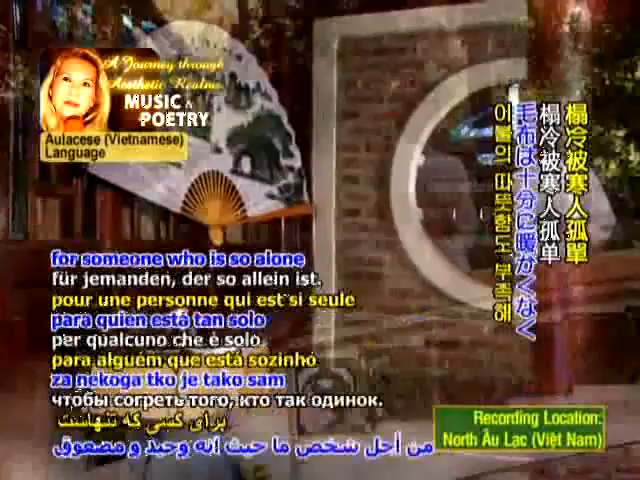 A Journey through
Aesthetic Realms
MUSIC &
POETRY
Aulacese (Vietnamese)
Language
榻冷被寒人孤單
榻冷被寒人孤单
毛布は十分に暖かくなく
이불의 따뜻함도 부족해
for someone who is so alone
für jemanden, der so allein ist.
pour une personne qui est si seule
para quien está tan solo
per qualcuno che è solo
para alguém que está sozinho
za nekoga tko je tako sam
чтобы согреть того, кто так одинок.
برای کسی که تنهاست
من أجل شخص ما حيث إنه وحيد و مصعوق
Recording Location:
North Âu Lạc (Việt Nam)